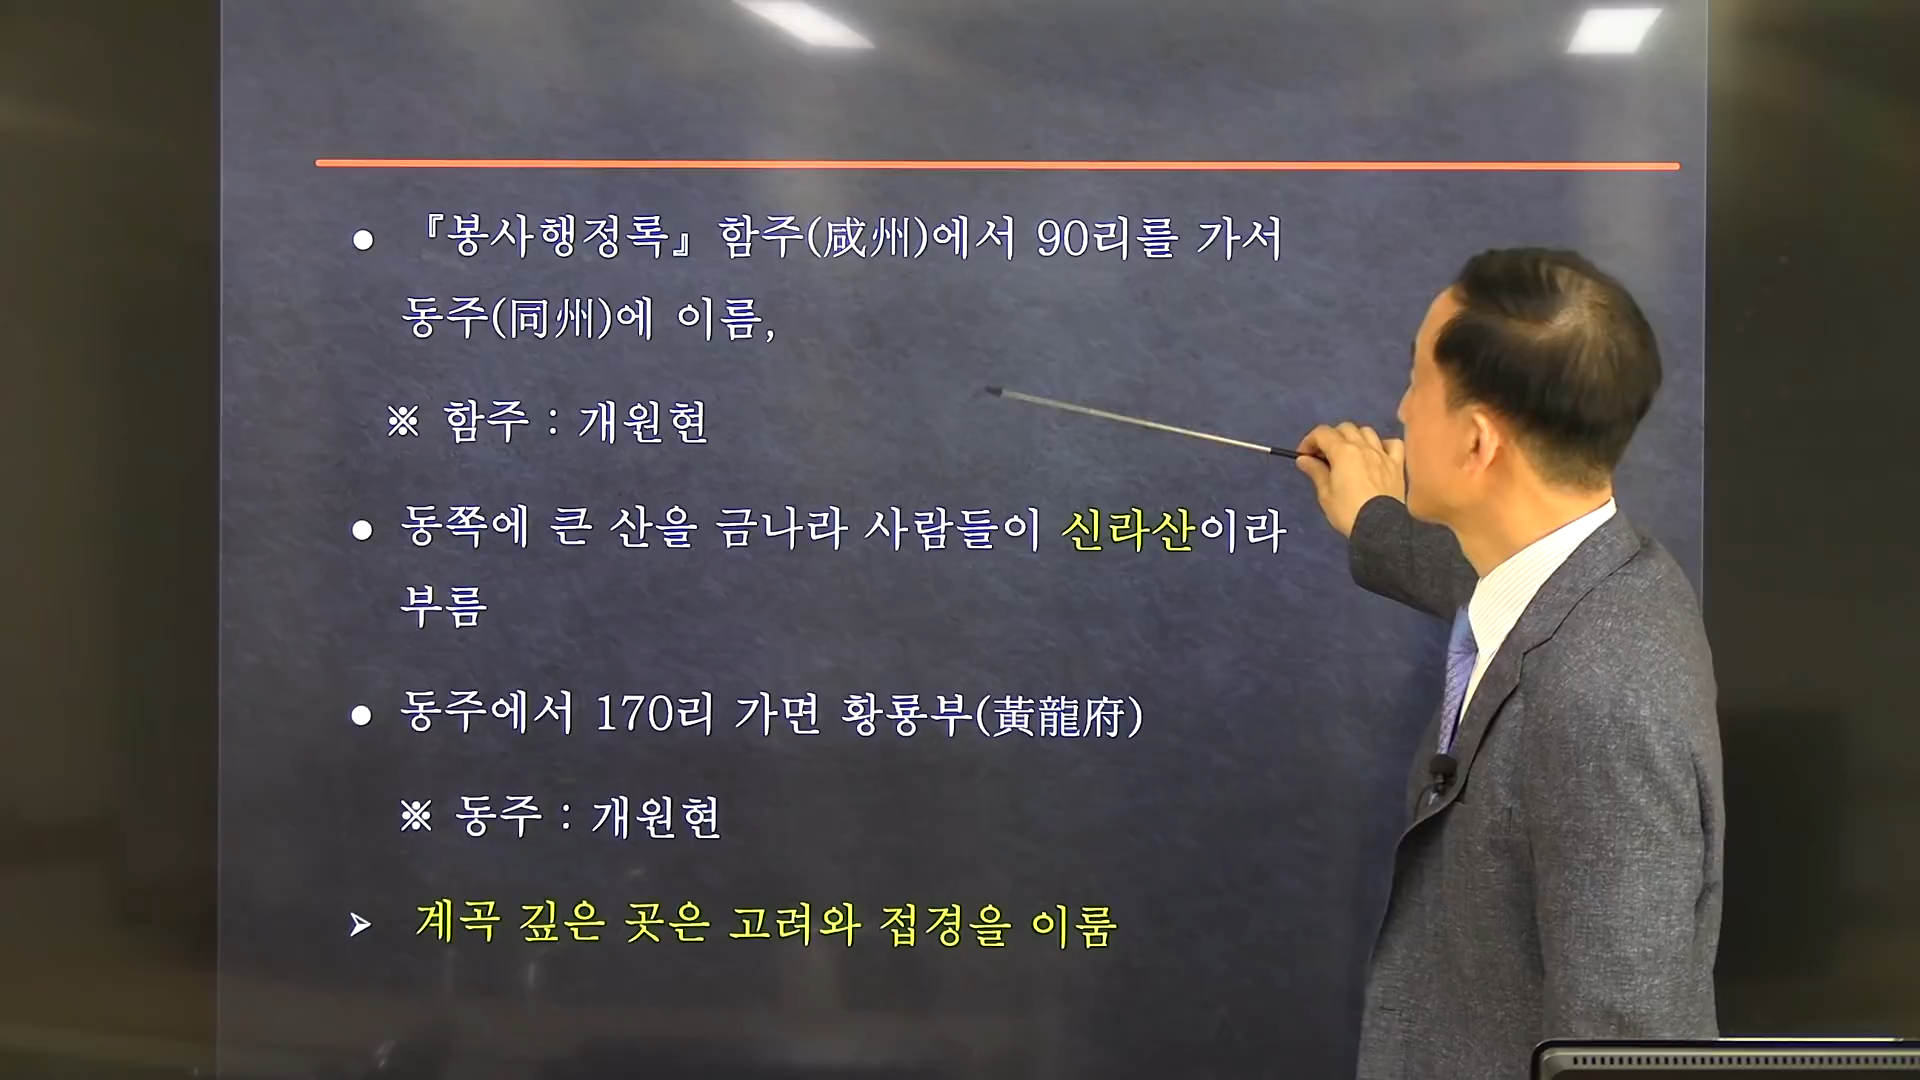 ● 『봉사행정록』 함주(咸州)에서 90리를 가서
동주(同州)에 이름,
※ 함주 : 개원현
● 동쪽에 큰 산을 금나라 사람들이 신라산이라
부름
● 동주에서 170리 가면 황룡부(黃龍府)
※ 동주 : 개원현
➢ 계곡 깊은 곳은 고려와 접경을 이룸